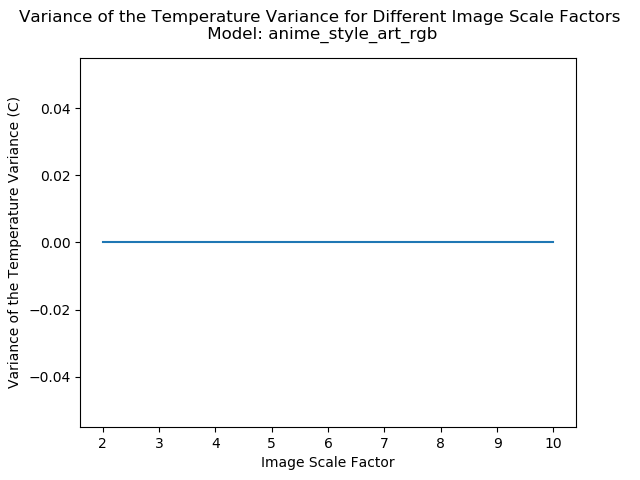 Variance of the Temperature Variance for Different Image Scale Factors
Model: anime_style_art_rgb
Variance of the Temperature Variance (C)
0.04
0.02
0.00
−0.02
−0.04
2 3 4 5 6 7 8 9 10
Image Scale Factor